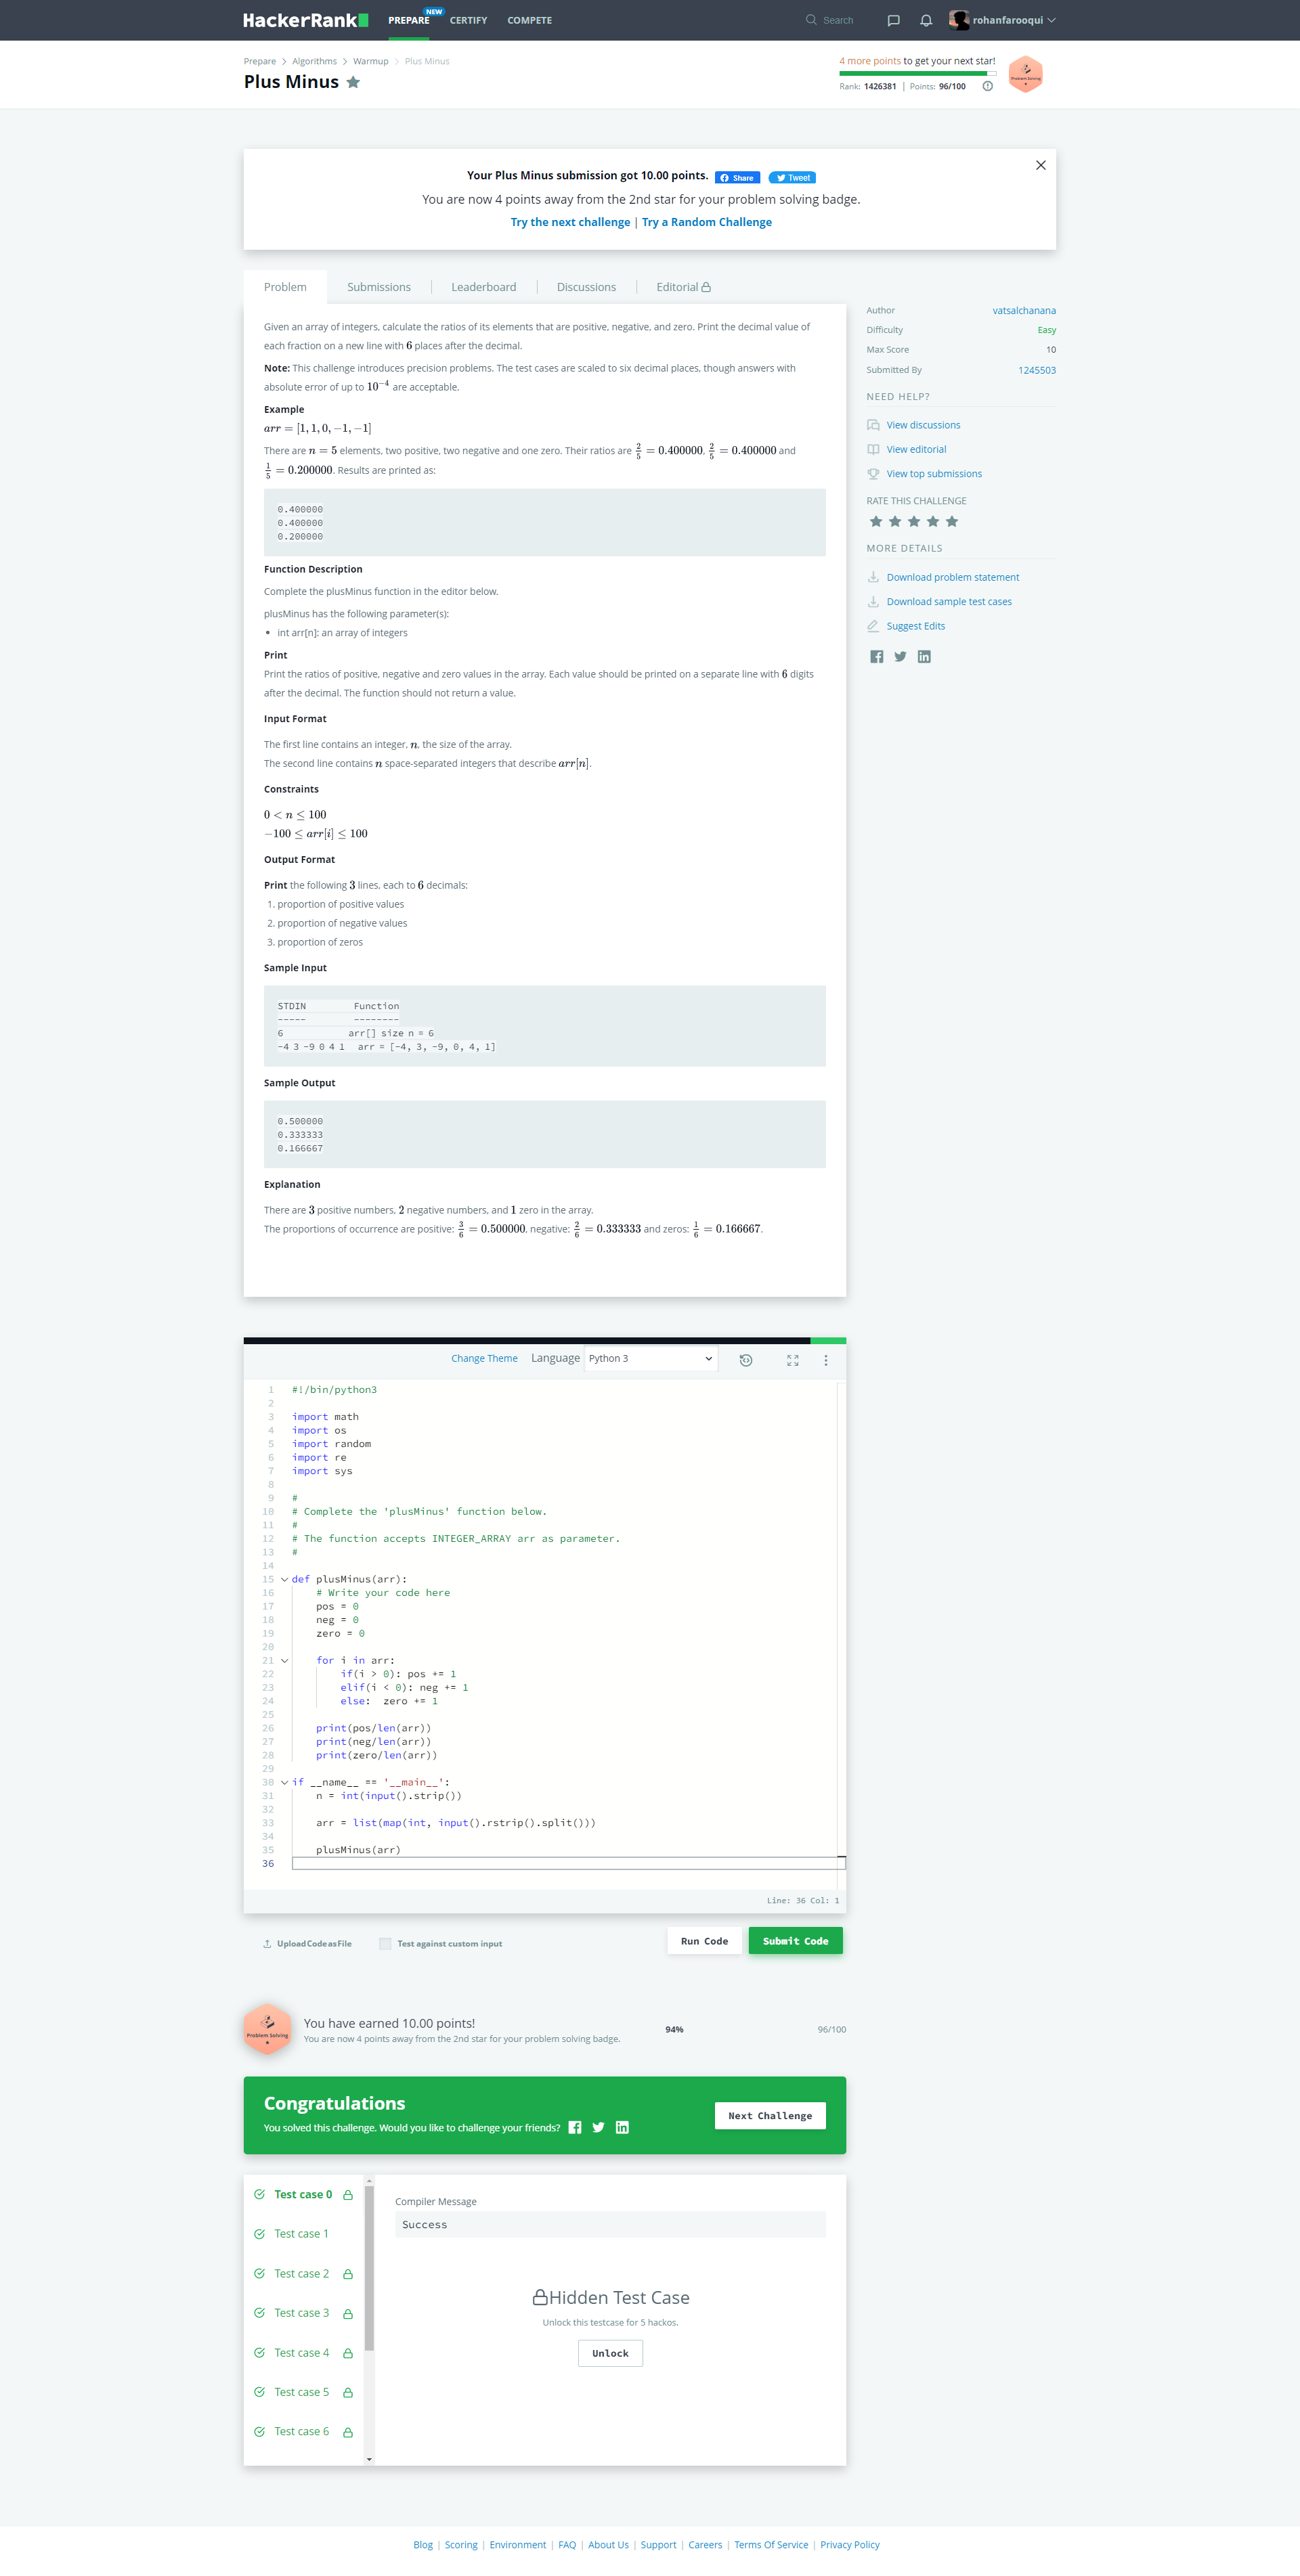 HackerRank
PREPARE NEW CERTIFY COMPETE Search rohanfarooqui
Prepare > Algorithms > Warmup > Plus Minus
Plus Minus
4 more points to get your next star!
Rank: 1426381 | Points: 96/100
Problem Solving
Your Plus Minus submission got 10.00 points. Share Tweet
You are now 4 points away from the 2nd star for your problem solving badge.
Try the next challenge | Try a Random Challenge
Problem Submissions Leaderboard Discussions Editorial
Given an array of integers, calculate the ratios of its elements that are positive, negative, and zero. Print the decimal value of
each fraction on a new line with 6 places after the decimal.
Note: This challenge introduces precision problems. The test cases are scaled to six decimal places, though answers with
absolute error of up to 10⁻⁴ are acceptable.
Example
arr = [1, 1, 0, −1, −1]
There are n = 5 elements, two positive, two negative and one zero. Their ratios are 2/5 = 0.400000, 2/5 = 0.400000 and
1/5 = 0.200000. Results are printed as:
0.400000
0.400000
0.200000
Function Description
Complete the plusMinus function in the editor below.
plusMinus has the following parameter(s):
• int arr[n]: an array of integers
Print
Print the ratios of positive, negative and zero values in the array. Each value should be printed on a separate line with 6 digits
after the decimal. The function should not return a value.
Input Format
The first line contains an integer, n, the size of the array.
The second line contains n space-separated integers that describe arr[n].
Constraints
0 < n ≤ 100
−100 ≤ arr[i] ≤ 100
Output Format
Print the following 3 lines, each to 6 decimals:
1. proportion of positive values
2. proportion of negative values
3. proportion of zeros
Sample Input
STDIN Function
----- --------
6 arr[] size n = 6
-4 3 -9 0 4 1 arr = [-4, 3, -9, 0, 4, 1]
Sample Output
0.500000
0.333333
0.166667
Explanation
There are 3 positive numbers, 2 negative numbers, and 1 zero in the array.
The proportions of occurrence are positive: 3/6 = 0.500000, negative: 2/6 = 0.333333 and zeros: 1/6 = 0.166667.
Author vatsalchanana
Difficulty Easy
Max Score 10
Submitted By 1245503
NEED HELP?
View discussions
View editorial
View top submissions
RATE THIS CHALLENGE
MORE DETAILS
Download problem statement
Download sample test cases
Suggest Edits
Change Theme Language Python 3
1 #!/bin/python3
2
3 import math
4 import os
5 import random
6 import re
7 import sys
8
9 #
10 # Complete the 'plusMinus' function below.
11 #
12 # The function accepts INTEGER_ARRAY arr as parameter.
13 #
14
15 def plusMinus(arr):
16 # Write your code here
17 pos = 0
18 neg = 0
19 zero = 0
20
21 for i in arr:
22 if(i > 0): pos += 1
23 elif(i < 0): neg += 1
24 else: zero += 1
25
26 print(pos/len(arr))
27 print(neg/len(arr))
28 print(zero/len(arr))
29
30 if __name__ == '__main__':
31 n = int(input().strip())
32
33 arr = list(map(int, input().rstrip().split()))
34
35 plusMinus(arr)
36
Line: 36 Col: 1
Upload Code as File Test against custom input Run Code Submit Code
Problem Solving
You have earned 10.00 points!
You are now 4 points away from the 2nd star for your problem solving badge.
94% 96/100
Congratulations
You solved this challenge. Would you like to challenge your friends?
Next Challenge
Test case 0
Test case 1
Test case 2
Test case 3
Test case 4
Test case 5
Test case 6
Compiler Message
Success
Hidden Test Case
Unlock this testcase for 5 hackos.
Unlock
Blog | Scoring | Environment | FAQ | About Us | Support | Careers | Terms Of Service | Privacy Policy